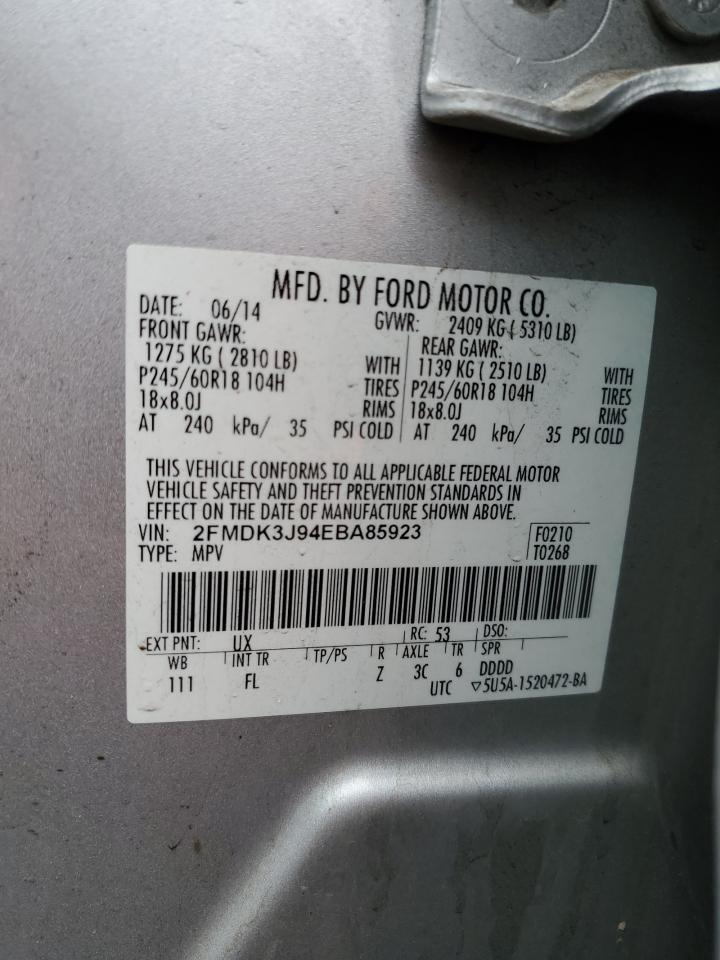 MFD. BY FORD MOTOR CO.
DATE: 06/14 GVWR: 2409 KG ( 5310 LB)
FRONT GAWR: REAR GAWR:
1275 KG ( 2810 LB) WITH 1139 KG ( 2510 LB) WITH
P245/60R18 104H TIRES P245/60R18 104H TIRES
18x8.0J RIMS 18x8.0J RIMS
AT 240 kPa/ 35 PSI COLD AT 240 kPa/ 35 PSI COLD
THIS VEHICLE CONFORMS TO ALL APPLICABLE FEDERAL MOTOR
VEHICLE SAFETY AND THEFT PREVENTION STANDARDS IN
EFFECT ON THE DATE OF MANUFACTURE SHOWN ABOVE.
VIN: 2FMDK3J94EBA85923 F0210
TYPE: MPV T0268
EXT PNT: UX RC: 53 DSO:
WB INT TR TP/PS R AXLE TR SPR
111 FL Z 3C 6 DDDD
UTC ▽5U5A-1520472-BA